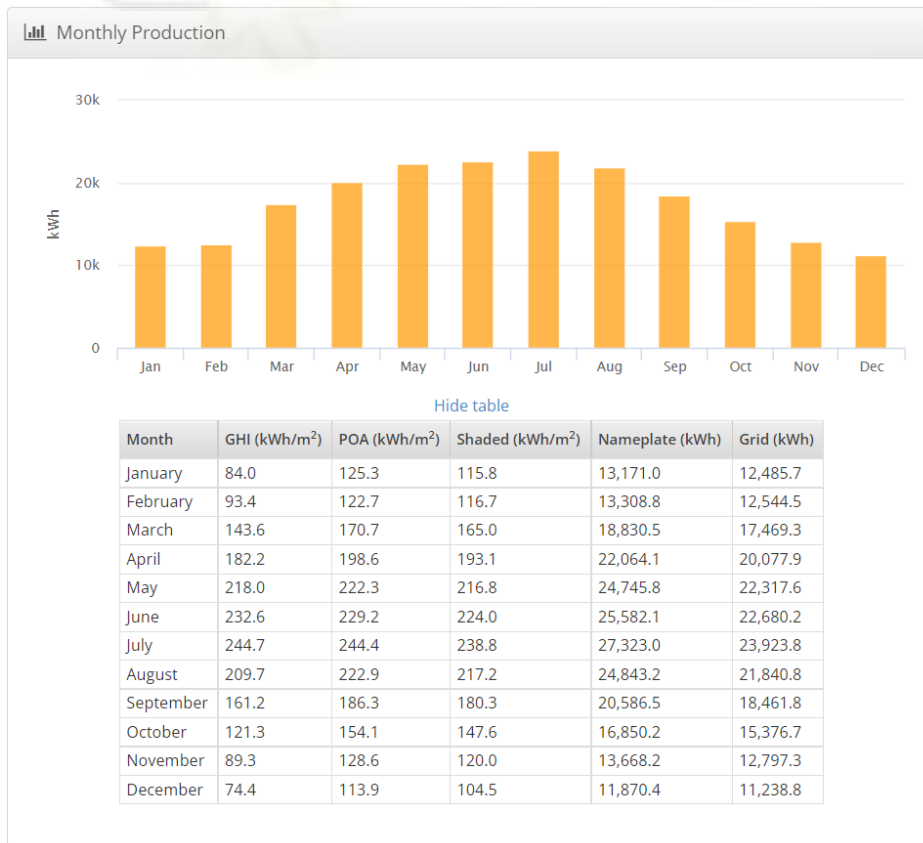 Monthly Production
30k
20k
10k
0
kWh
Jan Feb Mar Apr May Jun Jul Aug Sep Oct Nov Dec
Hide table
Month GHI (kWh/m²) POA (kWh/m²) Shaded (kWh/m²) Nameplate (kWh) Grid (kWh)
January 84.0 125.3 115.8 13,171.0 12,485.7
February 93.4 122.7 116.7 13,308.8 12,544.5
March 143.6 170.7 165.0 18,830.5 17,469.3
April 182.2 198.6 193.1 22,064.1 20,077.9
May 218.0 222.3 216.8 24,745.8 22,317.6
June 232.6 229.2 224.0 25,582.1 22,680.2
July 244.7 244.4 238.8 27,323.0 23,923.8
August 209.7 222.9 217.2 24,843.2 21,840.8
September 161.2 186.3 180.3 20,586.5 18,461.8
October 121.3 154.1 147.6 16,850.2 15,376.7
November 89.3 128.6 120.0 13,668.2 12,797.3
December 74.4 113.9 104.5 11,870.4 11,238.8